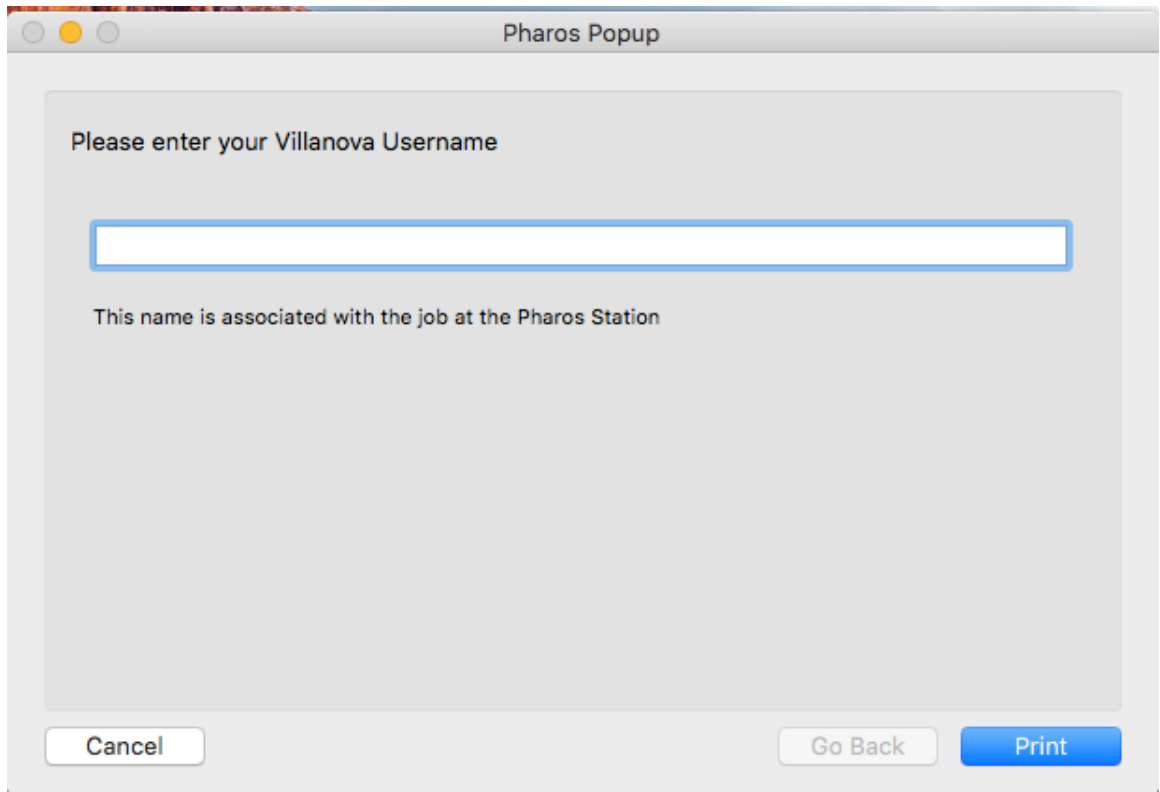 Pharos Popup
Please enter your Villanova Username
This name is associated with the job at the Pharos Station
Cancel
Go Back
Print